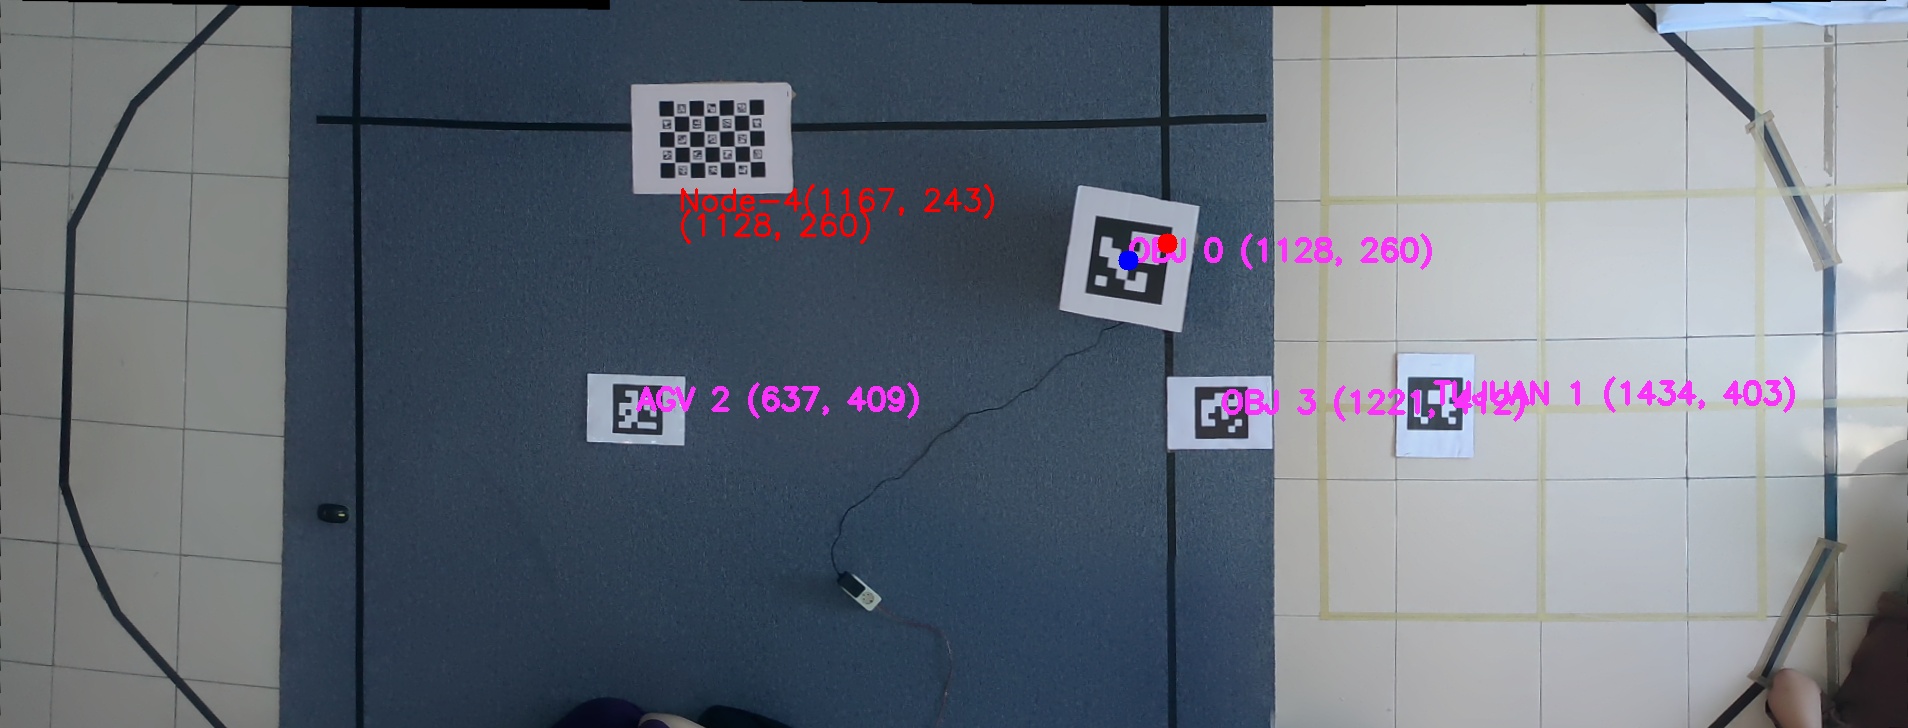 Node-4(1167, 243)
(1128, 260)
OBJ 0 (1128, 260)
AGV 2 (637, 409)
OBJ 3 (1221, 412)
TUJUAN 1 (1434, 403)